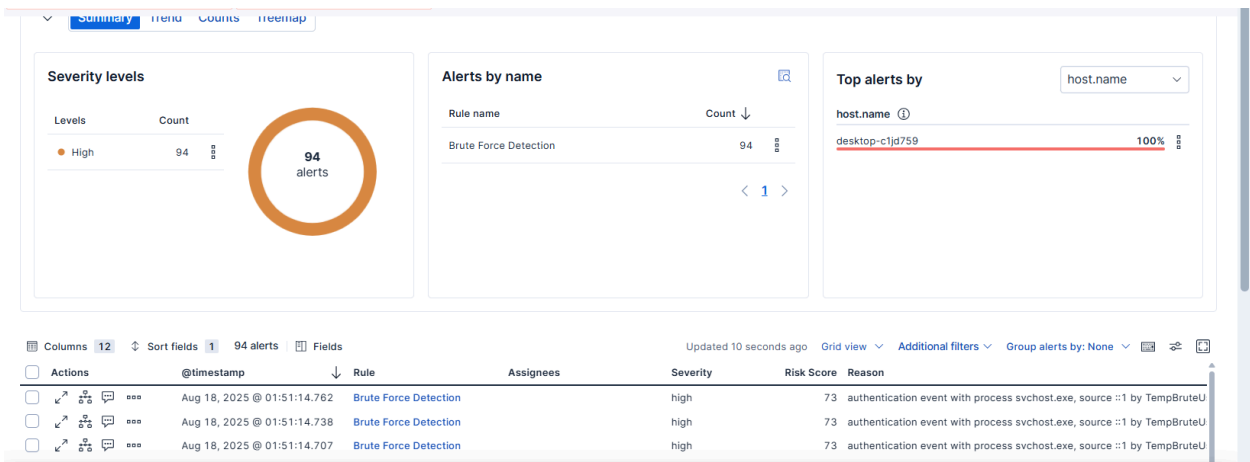 Summary Trend Counts Treemap
Severity levels
Levels Count
High 94
94
alerts
Alerts by name
Rule name Count
Brute Force Detection 94
1
Top alerts by host.name
host.name
desktop-c1jd759 100%
Columns 12 Sort fields 1 94 alerts Fields Updated 10 seconds ago Grid view Additional filters Group alerts by: None
Actions @timestamp Rule Assignees Severity Risk Score Reason
Aug 18, 2025 @ 01:51:14.762 Brute Force Detection high 73 authentication event with process svchost.exe, source ::1 by TempBruteU
Aug 18, 2025 @ 01:51:14.738 Brute Force Detection high 73 authentication event with process svchost.exe, source ::1 by TempBruteU
Aug 18, 2025 @ 01:51:14.707 Brute Force Detection high 73 authentication event with process svchost.exe, source ::1 by TempBruteU